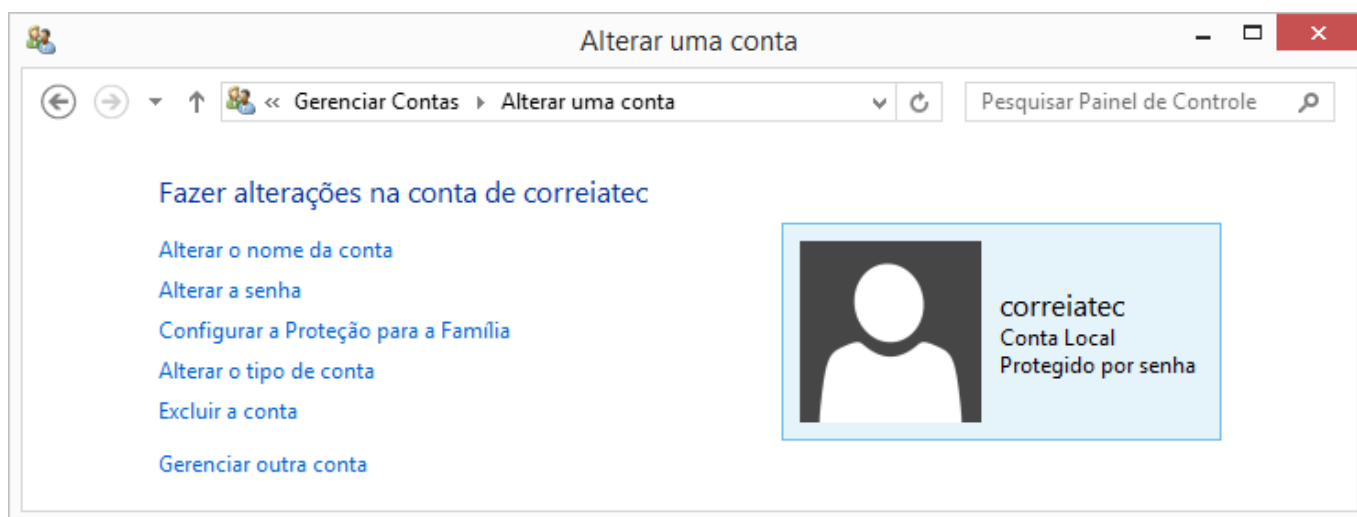 Alterar uma conta
« Gerenciar Contas Alterar uma conta
Pesquisar Painel de Controle
Fazer alterações na conta de correiatec
Alterar o nome da conta
Alterar a senha
Configurar a Proteção para a Família
Alterar o tipo de conta
Excluir a conta
Gerenciar outra conta
correiatec
Conta Local
Protegido por senha